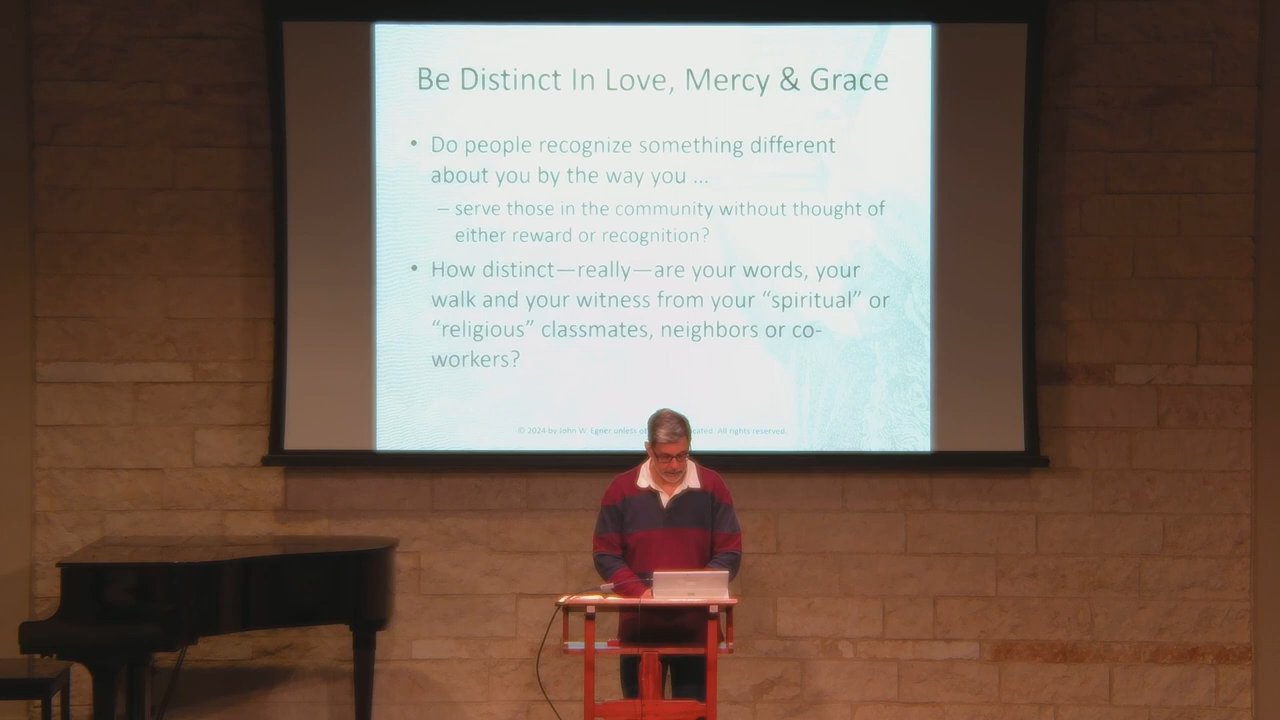 Be Distinct In Love, Mercy & Grace
• Do people recognize something different
about you by the way you ...
– serve those in the community without thought of
either reward or recognition?
• How distinct—really—are your words, your
walk and your witness from your “spiritual” or
“religious” classmates, neighbors or co-
workers?
© 2024 by John W. Egner unless All rights reserved.